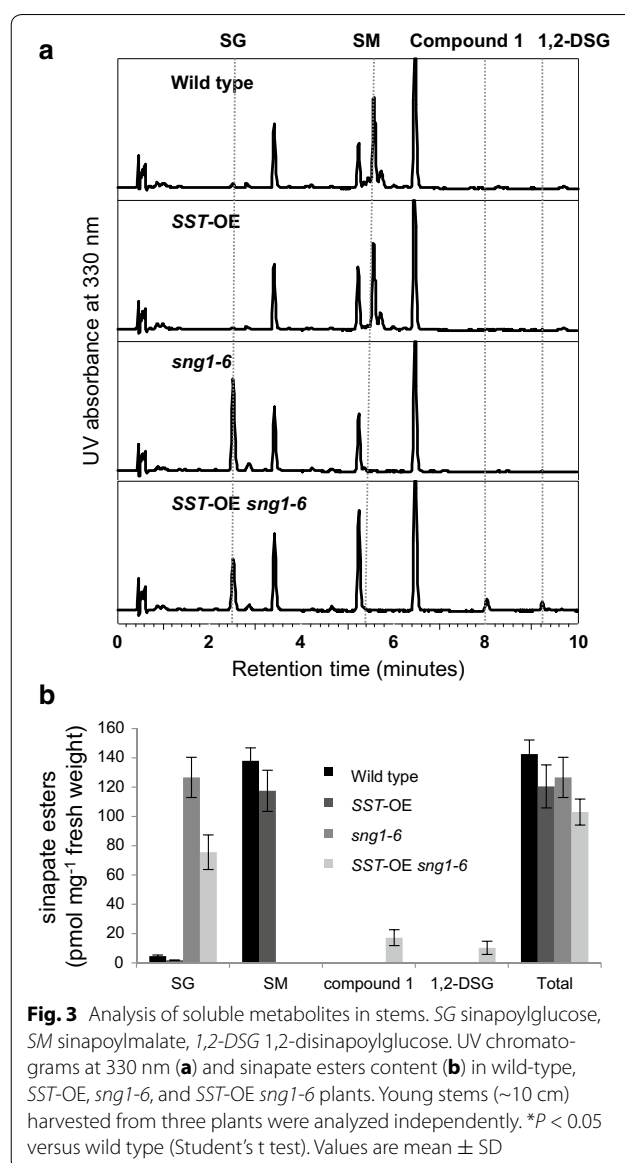 SG SM Compound 1 1,2-DSG
a
Wild type
SST-OE
sng1-6
SST-OE sng1-6
UV absorbance at 330 nm
0 2 4 6 8 10
Retention time (minutes)
b
sinapate esters
(pmol mg⁻¹ fresh weight)
160
140
120
100
80
60
40
20
0
Wild type
SST-OE
sng1-6
SST-OE sng1-6
SG SM compound 1 1,2-DSG Total
Fig. 3 Analysis of soluble metabolites in stems. SG sinapoylglucose,
SM sinapoylmalate, 1,2-DSG 1,2-disinapoylglucose. UV chromato-
grams at 330 nm (a) and sinapate esters content (b) in wild-type,
SST-OE, sng1-6, and SST-OE sng1-6 plants. Young stems (~10 cm)
harvested from three plants were analyzed independently. *P < 0.05
versus wild type (Student's t test). Values are mean ± SD